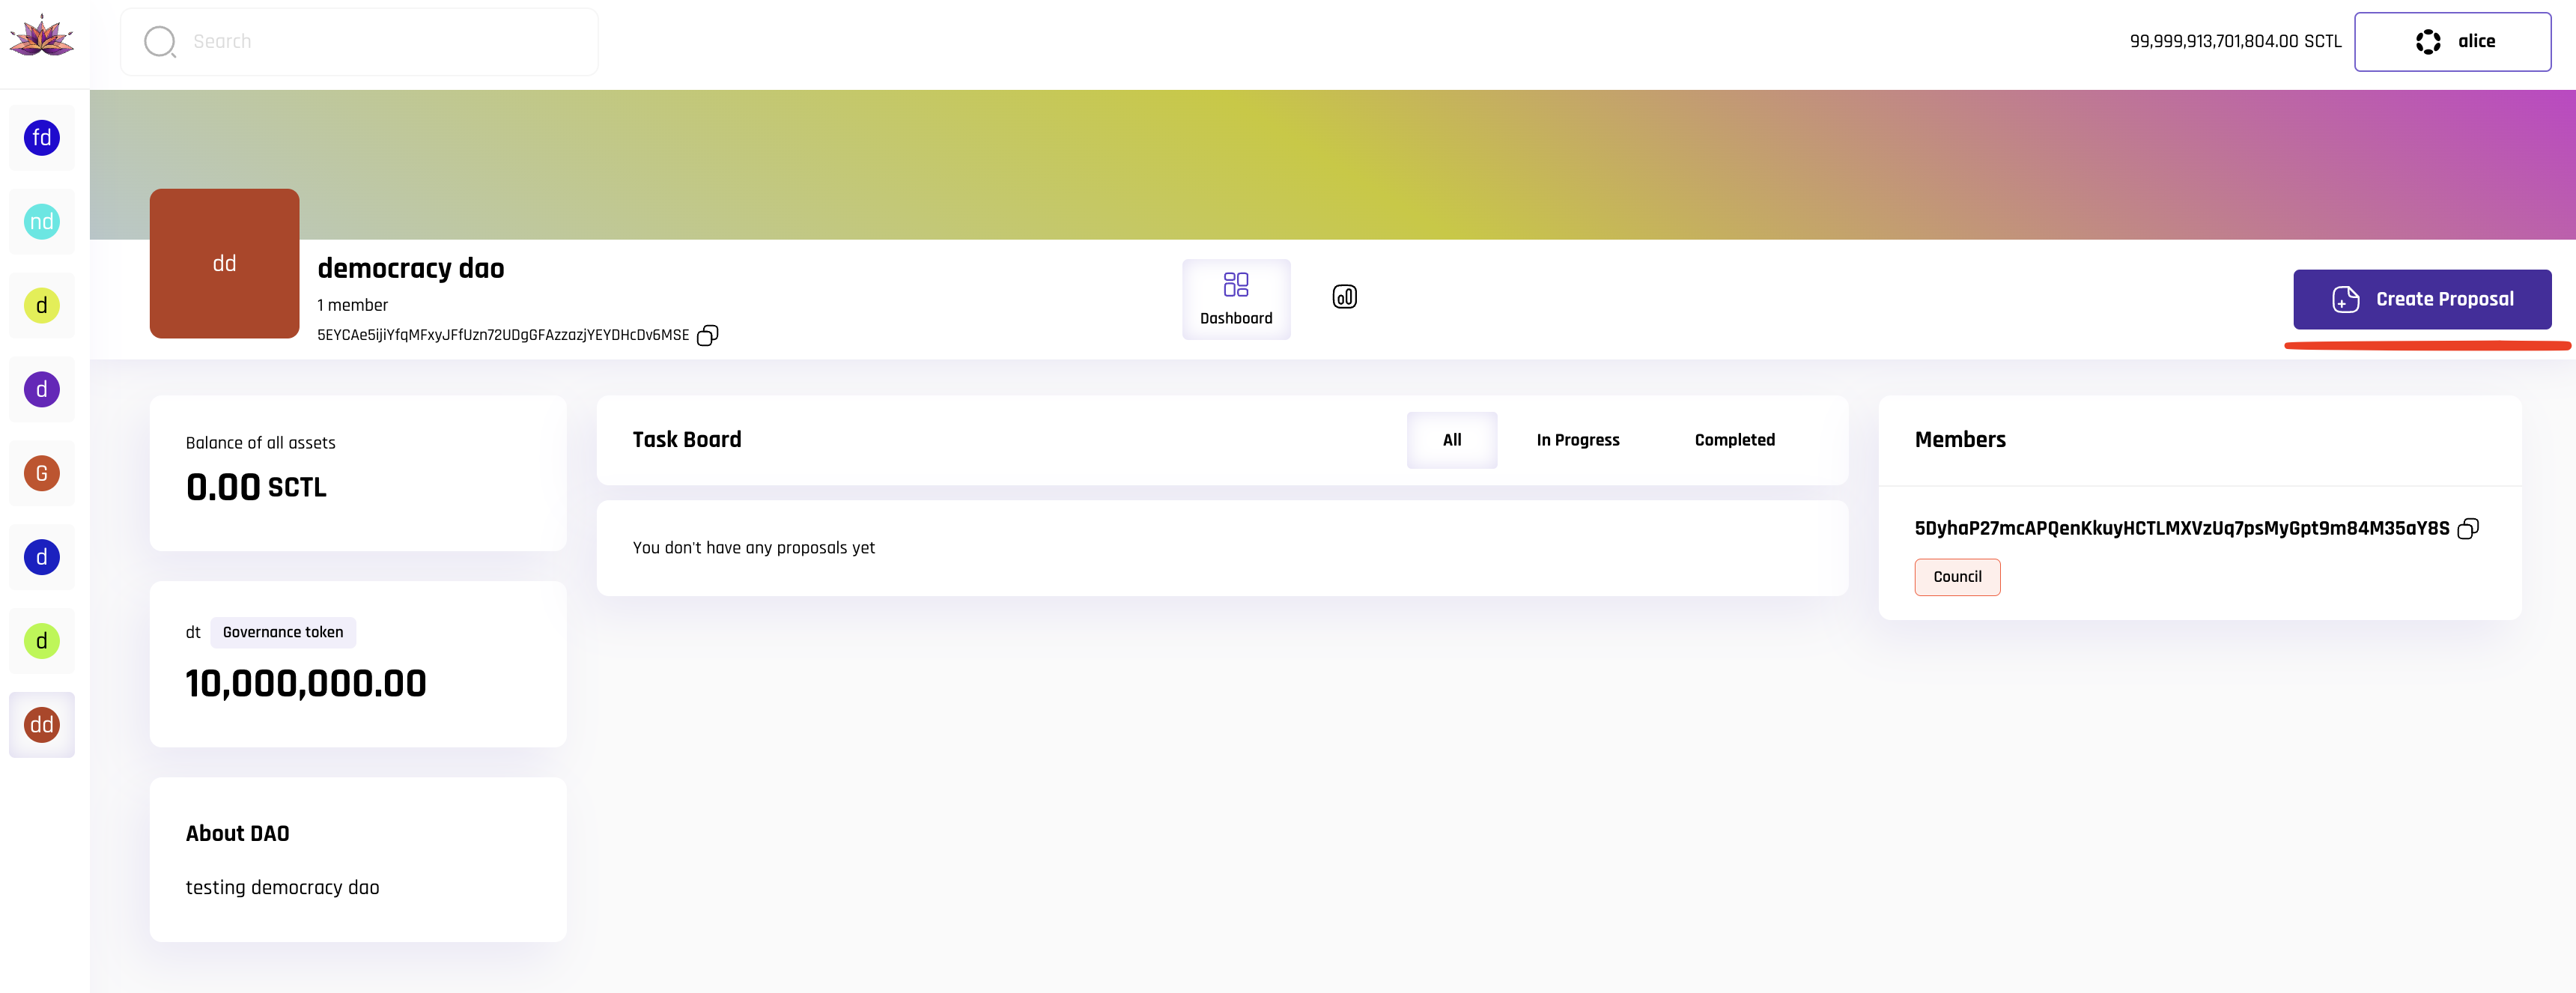 Search
99,999,913,701,804.00 SCTL
alice
fd
nd
d
d
G
d
d
dd
dd
democracy dao
1 member
5EYCAe5ijiYfqMFxyJFfUzn72UDgGFAzzazjYEYDHcDv6MSE
Dashboard
Create Proposal
Balance of all assets
0.00 SCTL
dt Governance token
10,000,000.00
About DAO
testing democracy dao
Task Board
All
In Progress
Completed
You don't have any proposals yet
Members
5DyhaP27mcAPQenKkuyHCTLMXVzUq7psMyGpt9m84M35aY8S
Council